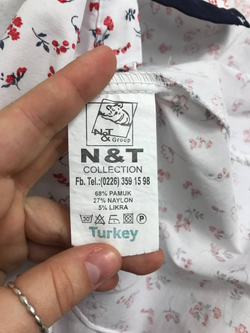 N&T
& Group
N&T
COLLECTION
Fb. Tel.:(0226) 359 15 98
68% PAMUK
27% NAYLON
5% LIKRA
Turkey